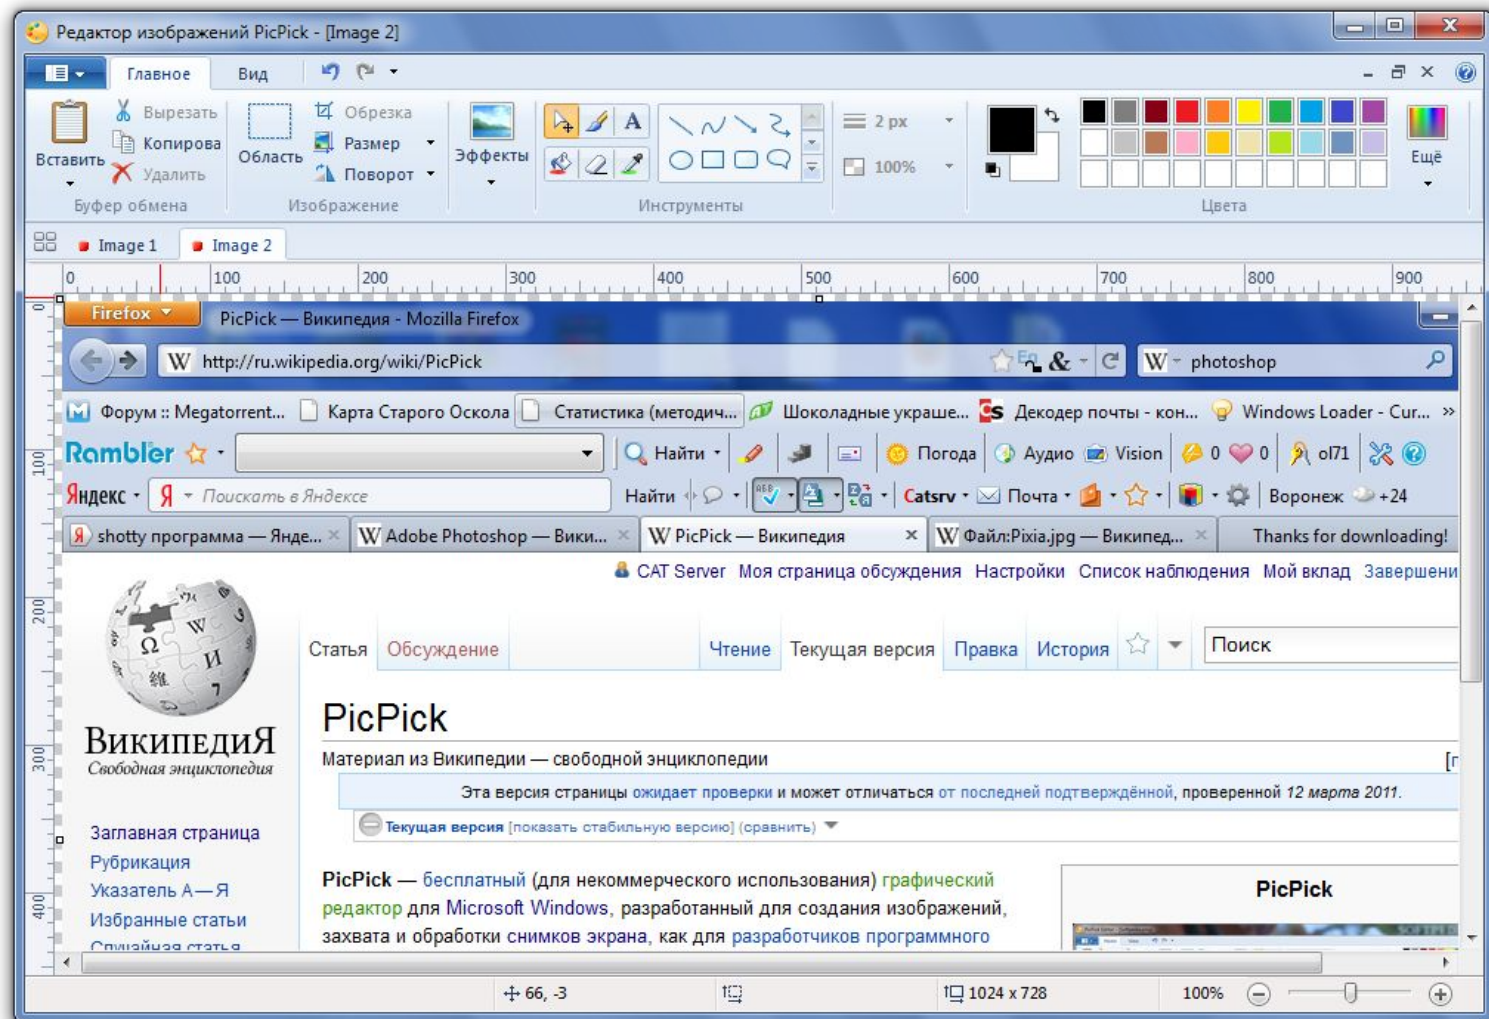 Редактор изображений PicPick - [Image 2]
Главное Вид
Вставить Вырезать Копирова Удалить
Область Обрезка Размер Поворот
Эффекты
A
2 px
100%
Ещё
Буфер обмена Изображение Инструменты Цвета
Image 1 Image 2
0 100 200 300 400 500 600 700 800 900
0 100 200 300 400
Firefox PicPick — Википедия - Mozilla Firefox
W http://ru.wikipedia.org/wiki/PicPick & W photoshop
Форум :: Megatorrent... Карта Старого Оскола Статистика (методич... Шоколадные украше... Декодер почты - кон... Windows Loader - Cur... »
Rambler Найти Погода Аудио Vision 0 0 ol71
Яндекс Я Поискать в Яндексе Найти Catsrv Почта Воронеж +24
Я shotty программа — Янде... W Adobe Photoshop — Вики... W PicPick — Википедия W Файл:Pixia.jpg — Википед... Thanks for downloading!
CAT Server Моя страница обсуждения Настройки Список наблюдения Мой вклад Завершени
Статья Обсуждение Чтение Текущая версия Правка История Поиск
Ω W И 維 7
ВикипедиЯ
Свободная энциклопедия
PicPick
Материал из Википедии — свободной энциклопедии
Эта версия страницы ожидает проверки и может отличаться от последней подтверждённой, проверенной 12 марта 2011.
Текущая версия [показать стабильную версию] (сравнить)
Заглавная страница
Рубрикация
Указатель А — Я
Избранные статьи
Случайная статья
PicPick — бесплатный (для некоммерческого использования) графический
редактор для Microsoft Windows, разработанный для создания изображений,
захвата и обработки снимков экрана, как для разработчиков программного
PicPick
66, -3 1024 x 728 100%